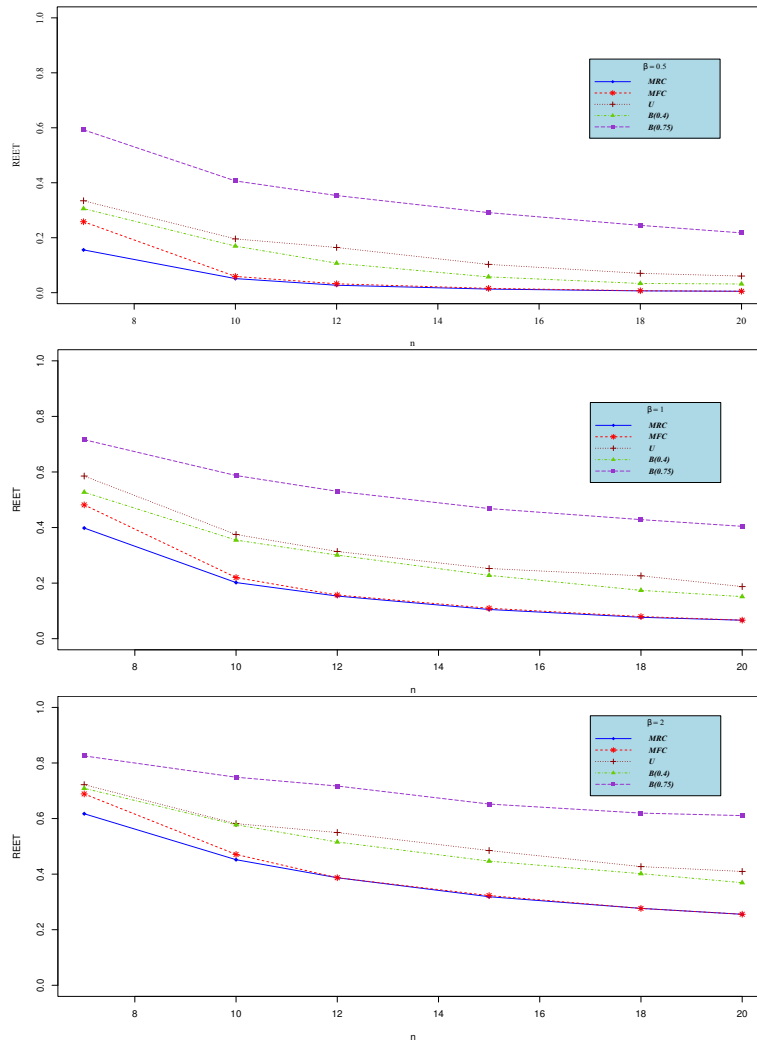 1.0
0.8
0.6
0.4
0.2
0.0
REET
β = 0.5
MRC
MFC
U
B(0.4)
B(0.75)
8
10
12
14
16
18
20
n
1.0
0.8
0.6
0.4
0.2
0.0
REET
β = 1
MRC
MFC
U
B(0.4)
B(0.75)
8
10
12
14
16
18
20
n
1.0
0.8
0.6
0.4
0.2
0.0
REET
β = 2
MRC
MFC
U
B(0.4)
B(0.75)
8
10
12
14
16
18
20
n